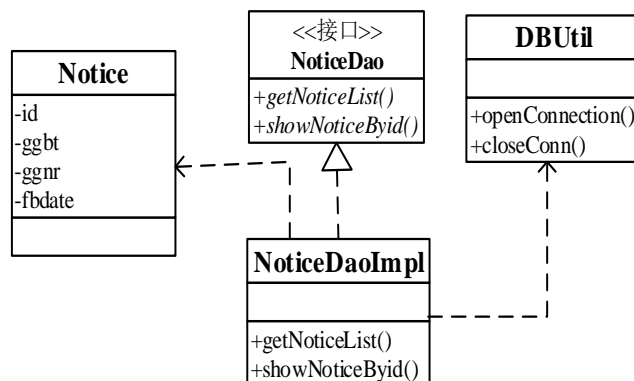 Notice
-id
-ggbt
-ggnr
-fbdate
<<接口>>
NoticeDao
+getNoticeList()
+showNoticeByid()
DBUtil
+openConnection()
+closeConn()
NoticeDaoImpl
+getNoticeList()
+showNoticeByid()